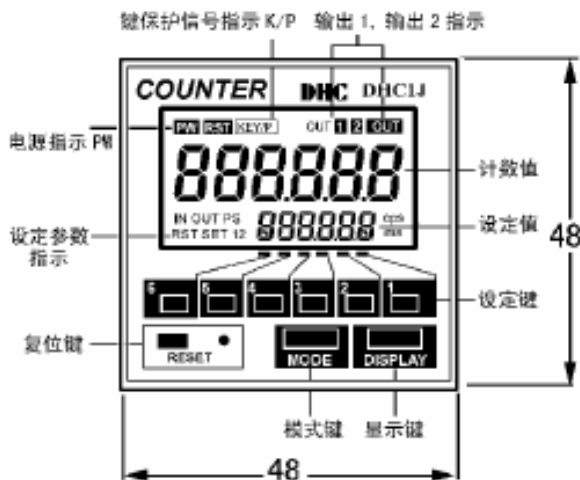 键保护信号指示 K/P 输出 1, 输出 2 指示
COUNTER DHC DHC1J
电源指示 PW
PW RST KEY/P OUT 1 2 OUT
888888
计数值
IN OUT PS
RST SET 12
888888
设定值
设定参数
指示
48
6 5 4 3 2 1
设定键
复位键
RESET
MODE
DISPLAY
模式键 显示键
48